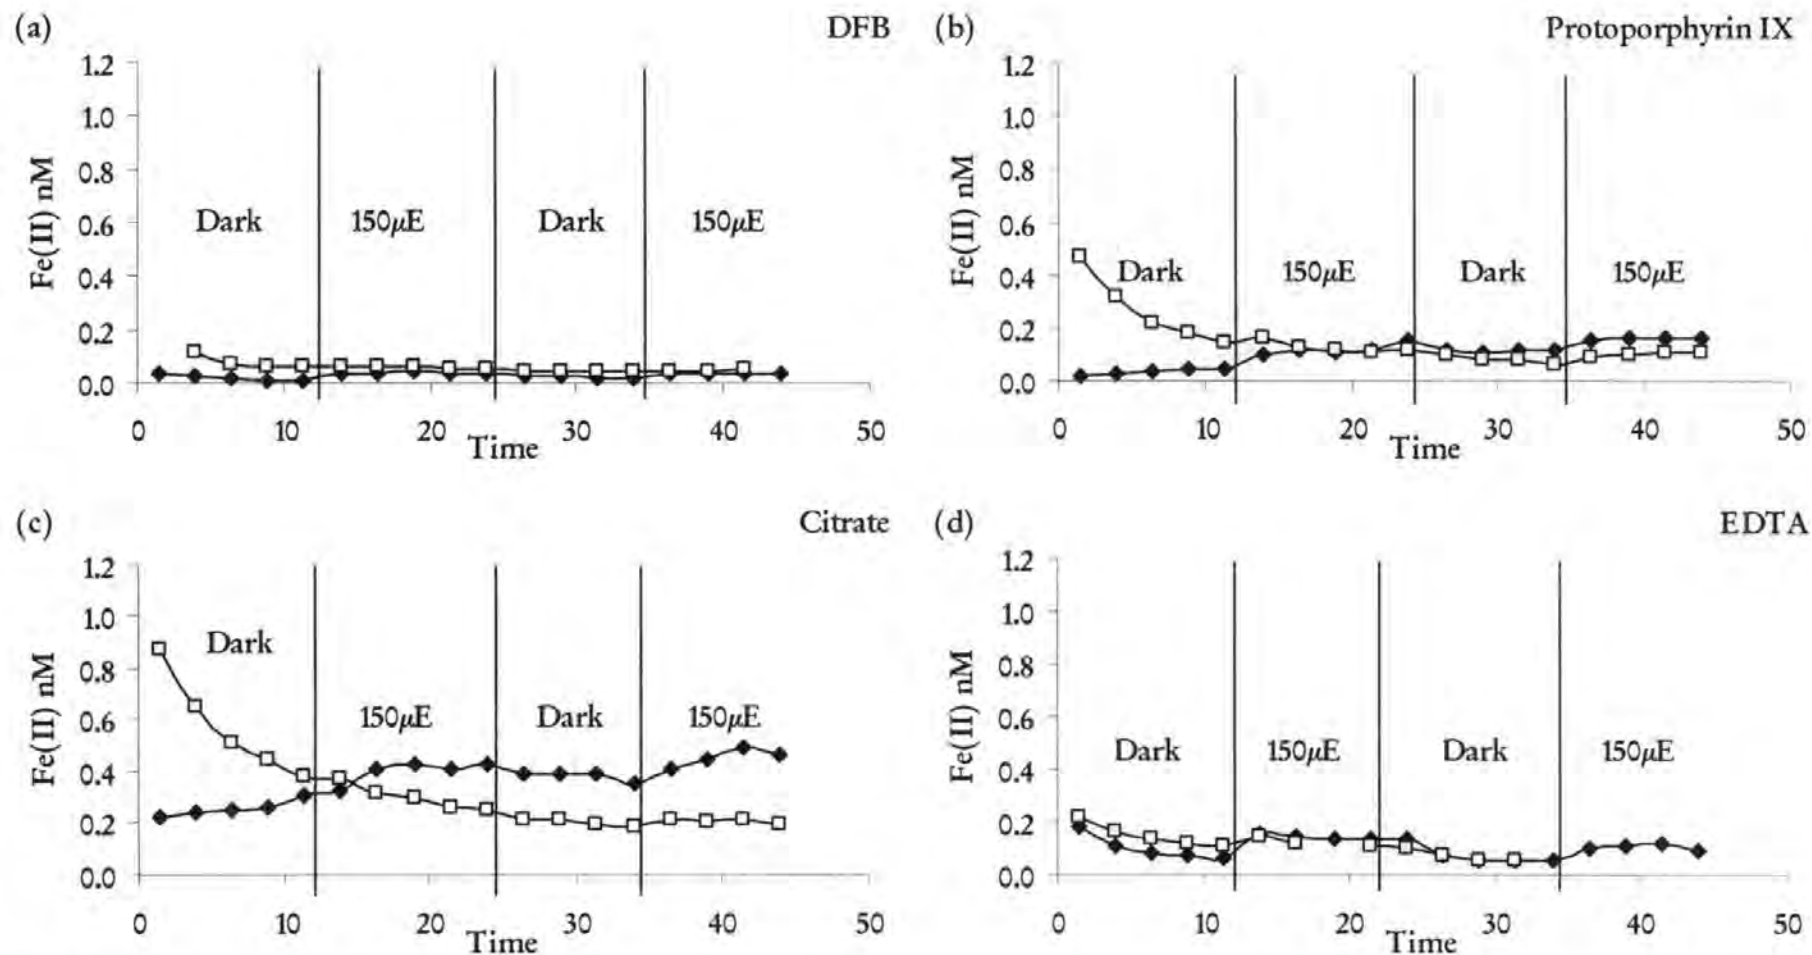 (a) DFB
1.2
1.0
0.8
0.6
0.4
0.2
0.0
Fe(II) nM
Dark 150μE Dark 150μE
0 10 20 30 40 50
Time
(b) Protoporphyrin IX
1.2
1.0
0.8
0.6
0.4
0.2
0.0
Fe(II) nM
Dark 150μE Dark 150μE
0 10 20 30 40 50
Time
(c) Citrate
1.2
1.0
0.8
0.6
0.4
0.2
0.0
Fe(II) nM
Dark
150μE Dark 150μE
0 10 20 30 40 50
Time
(d) EDTA
1.2
1.0
0.8
0.6
0.4
0.2
0.0
Fe(II) nM
Dark 150μE Dark 150μE
0 10 20 30 40 50
Time